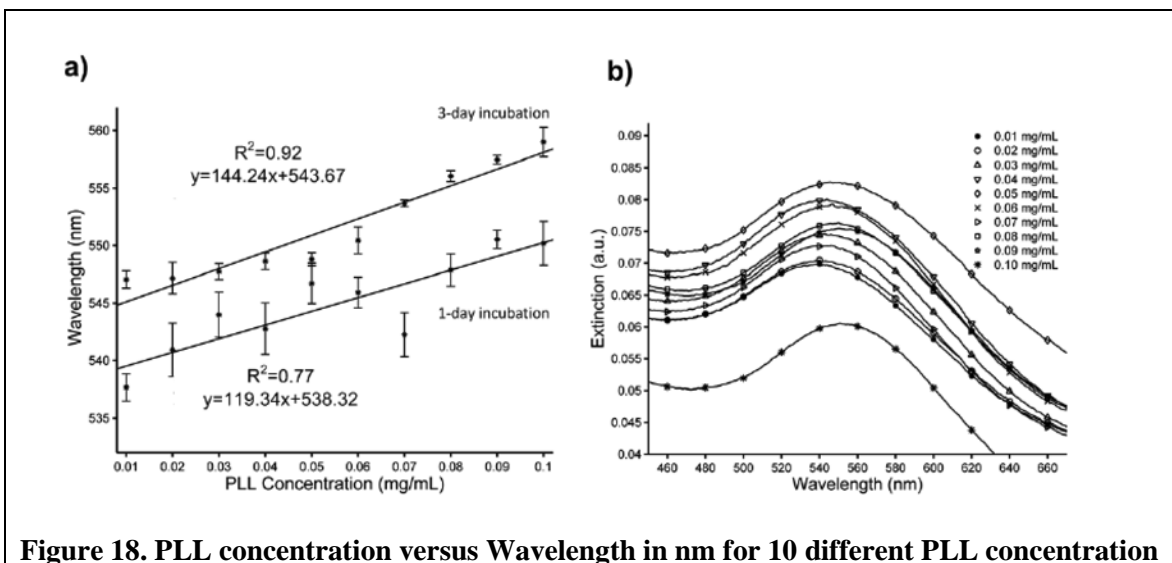 a)
3-day incubation
R²=0.92
y=144.24x+543.67
1-day incubation
R²=0.77
y=119.34x+538.32
Wavelength (nm)
560
555
550
545
540
535
0.01 0.02 0.03 0.04 0.05 0.06 0.07 0.08 0.09 0.1
PLL Concentration (mg/mL)
b)
0.01 mg/mL
0.02 mg/mL
0.03 mg/mL
0.04 mg/mL
0.05 mg/mL
0.06 mg/mL
0.07 mg/mL
0.08 mg/mL
0.09 mg/mL
0.10 mg/mL
Extinction (a.u.)
0.09
0.085
0.08
0.075
0.07
0.065
0.06
0.055
0.05
0.045
0.04
460 480 500 520 540 560 580 600 620 640 660
Wavelength (nm)
Figure 18. PLL concentration versus Wavelength in nm for 10 different PLL concentration